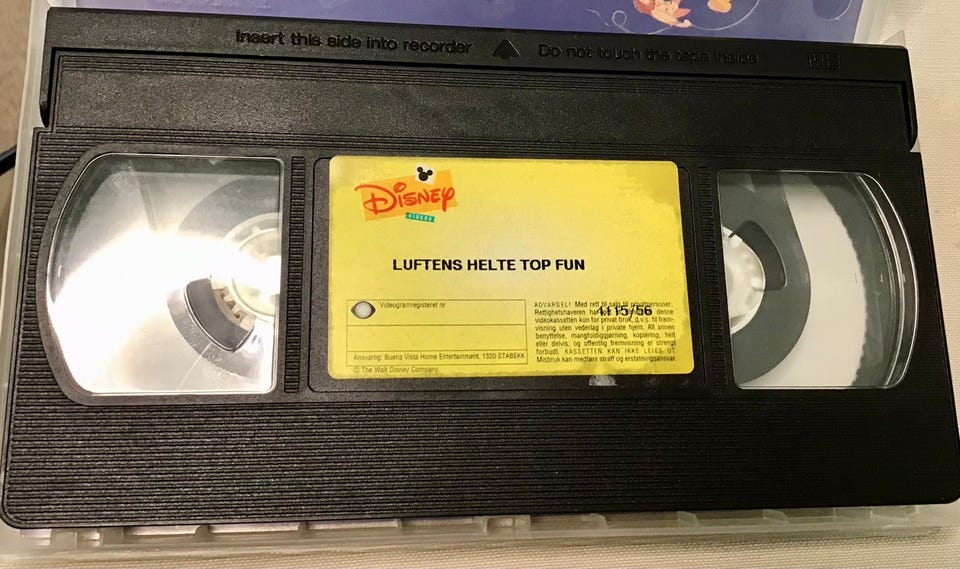 Insert this side into recorder ▲ Do not touch the tape inside VHS
DISNEY
VIDEOS
LUFTENS HELTE TOP FUN
Videogramregisteret nr.
Ansvarlig: Buena Vista Home Entertainment, 1320 STABEKK
© The Walt Disney Company
ADVARSEL! Med rett til salg til privatpersoner.
Rettighetshaveren har denne
4115/56
videokassetten kun for privat bruk, d.v.s. til frem-
visning uten vederlag i private hjem. All annen
benyttelse, mangfoldiggjørning, kopiering, helt
eller delvis, og offentlig fremvisning er strengt
forbudt. KASSETTEN KAN IKKE LEIES UT.
Misbruk kan medføre straff og erstatningsansvar.